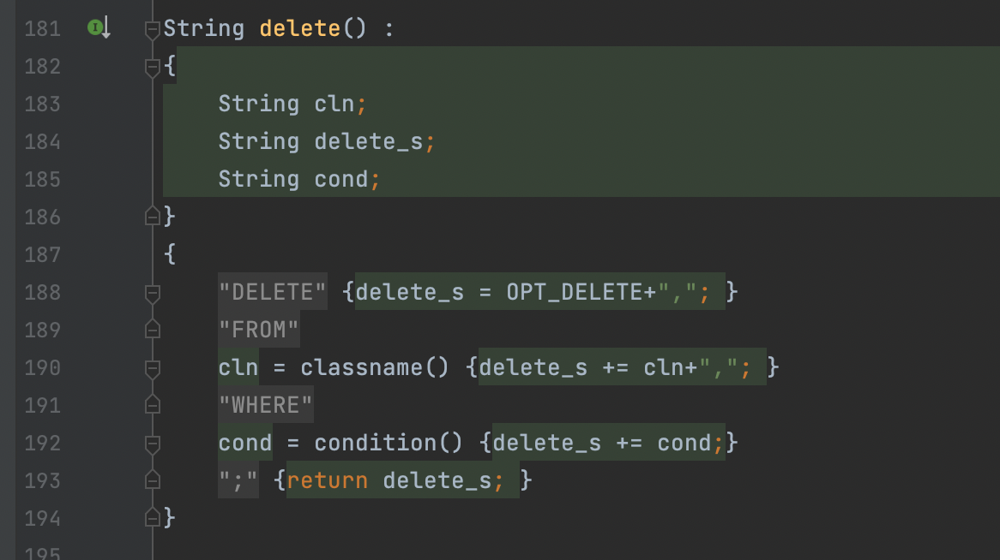 181 String delete() :
182 {
183 String cln;
184 String delete_s;
185 String cond;
186 }
187 {
188 "DELETE" {delete_s = OPT_DELETE+","; }
189 "FROM"
190 cln = classname() {delete_s += cln+","; }
191 "WHERE"
192 cond = condition() {delete_s += cond;}
193 ";" {return delete_s; }
194 }
195